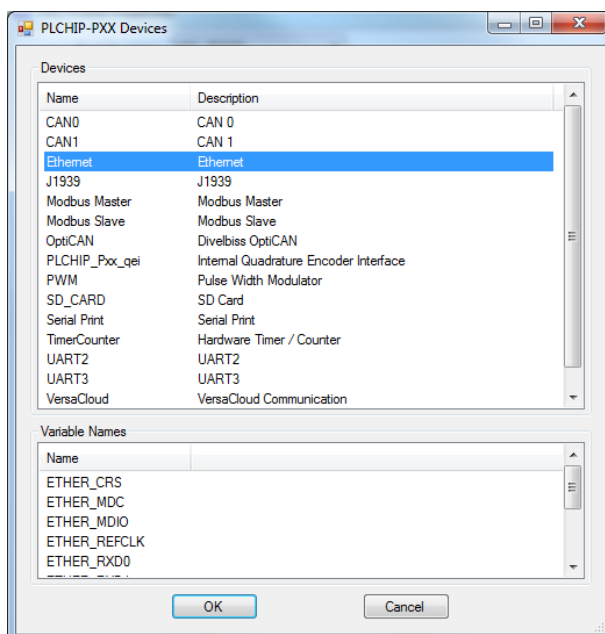 PLCHIP-PXX Devices
Devices
Name Description
CAN0 CAN 0
CAN1 CAN 1
Ethernet Ethernet
J1939 J1939
Modbus Master Modbus Master
Modbus Slave Modbus Slave
OptiCAN Divelbiss OptiCAN
PLCHIP_Pxx_qei Internal Quadrature Encoder Interface
PWM Pulse Width Modulator
SD_CARD SD Card
Serial Print Serial Print
TimerCounter Hardware Timer / Counter
UART2 UART2
UART3 UART3
VersaCloud VersaCloud Communication
Variable Names
Name
ETHER_CRS
ETHER_MDC
ETHER_MDIO
ETHER_REFCLK
ETHER_RXD0
OK Cancel